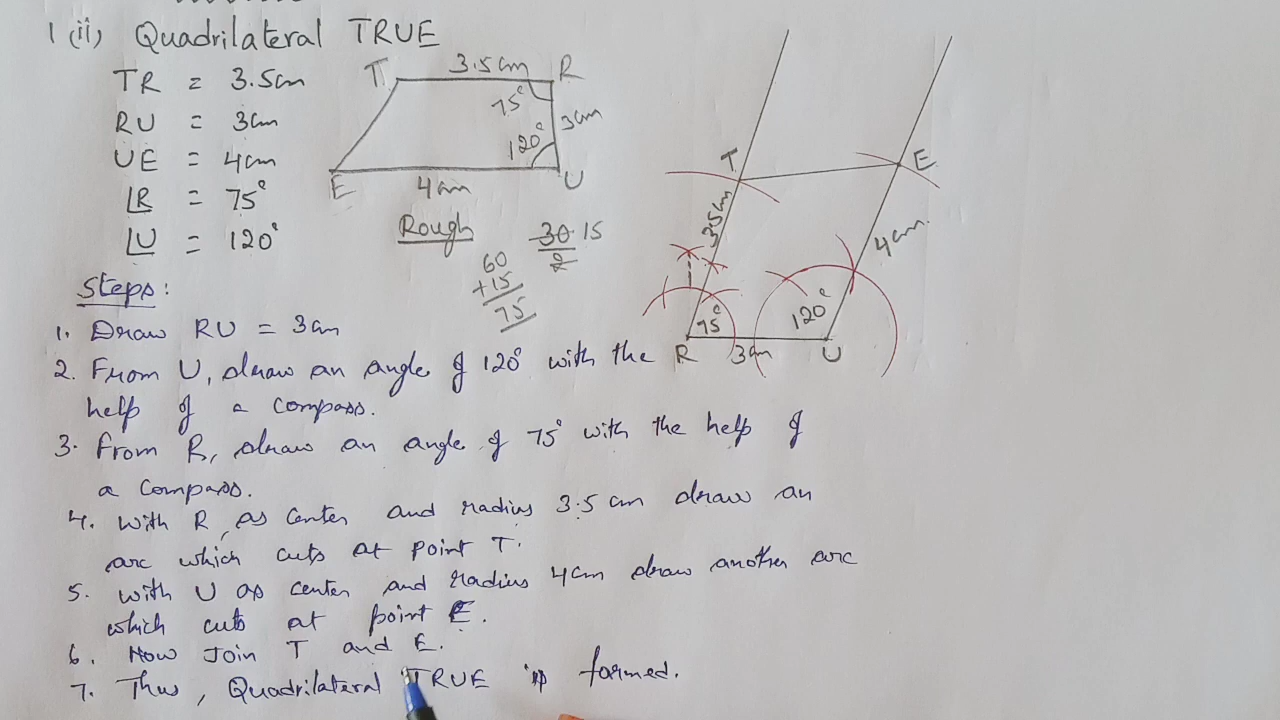 1 (ii) Quadrilateral TRUE
TR = 3.5cm
RU = 3cm
UE = 4cm
∠R = 75°
∠U = 120°
T 3.5cm R
75°
3cm
120°
E 4cm U
Rough
60
+15
75
30 15
2
T E
3.5cm
4cm.
75° 120°
R 3cm U
Steps:
1. Draw RU = 3cm
2. From U, draw an angle of 120° with the
help of a compass.
3. From R, draw an angle of 75° with the help of
a compass.
4. With R as center and radius 3.5 cm draw an
arc which cuts at point T.
5. With U as center and radius 4cm draw another arc
which cuts at point E.
6. Now Join T and E.
7. Thus, Quadrilateral TRUE is formed.